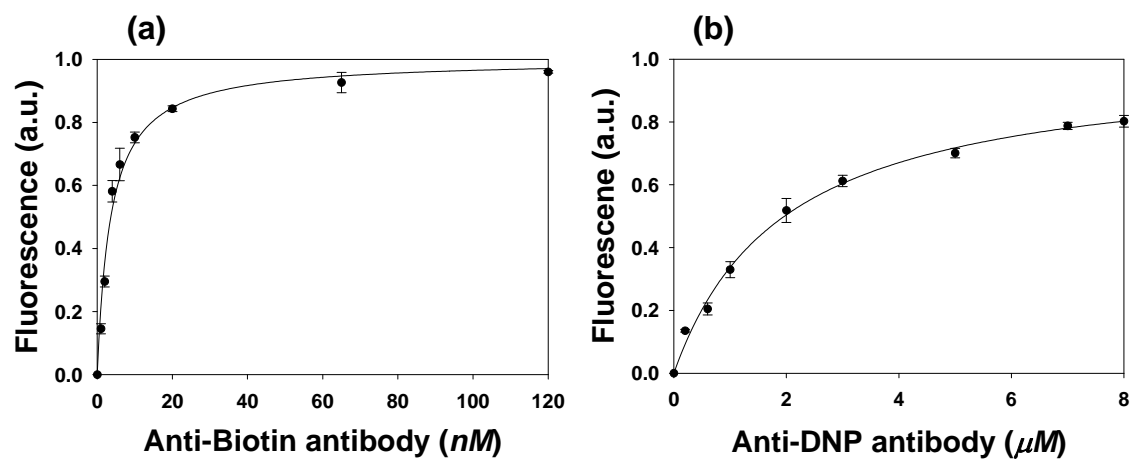 (a)
Fluorescence (a.u.)
1.0
0.8
0.6
0.4
0.2
0.0
0 20 40 60 80 100 120
Anti-Biotin antibody (nM)
(b)
Fluorescene (a.u.)
1.0
0.8
0.6
0.4
0.2
0.0
0 2 4 6 8
Anti-DNP antibody (μM)